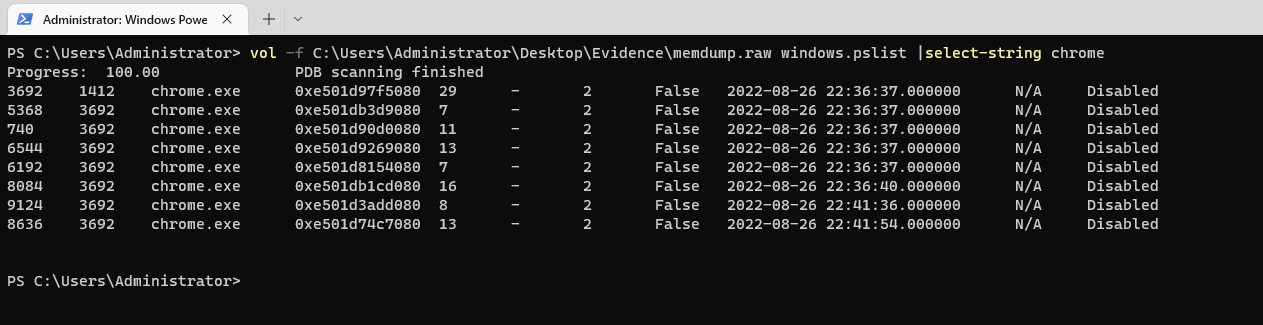 Administrator: Windows Powe
PS C:\Users\Administrator> vol -f C:\Users\Administrator\Desktop\Evidence\memdump.raw windows.pslist |select-string chrome
Progress:  100.00               PDB scanning finished
3692    1412    chrome.exe      0xe501d97f5080  29      -       2       False   2022-08-26 22:36:37.000000      N/A     Disabled
5368    3692    chrome.exe      0xe501db3d9080  7       -       2       False   2022-08-26 22:36:37.000000      N/A     Disabled
740     3692    chrome.exe      0xe501d90d0080  11      -       2       False   2022-08-26 22:36:37.000000      N/A     Disabled
6544    3692    chrome.exe      0xe501d9269080  13      -       2       False   2022-08-26 22:36:37.000000      N/A     Disabled
6192    3692    chrome.exe      0xe501d8154080  7       -       2       False   2022-08-26 22:36:37.000000      N/A     Disabled
8084    3692    chrome.exe      0xe501db1cd080  16      -       2       False   2022-08-26 22:36:40.000000      N/A     Disabled
9124    3692    chrome.exe      0xe501d3add080  8       -       2       False   2022-08-26 22:41:36.000000      N/A     Disabled
8636    3692    chrome.exe      0xe501d74c7080  13      -       2       False   2022-08-26 22:41:54.000000      N/A     Disabled
PS C:\Users\Administrator>